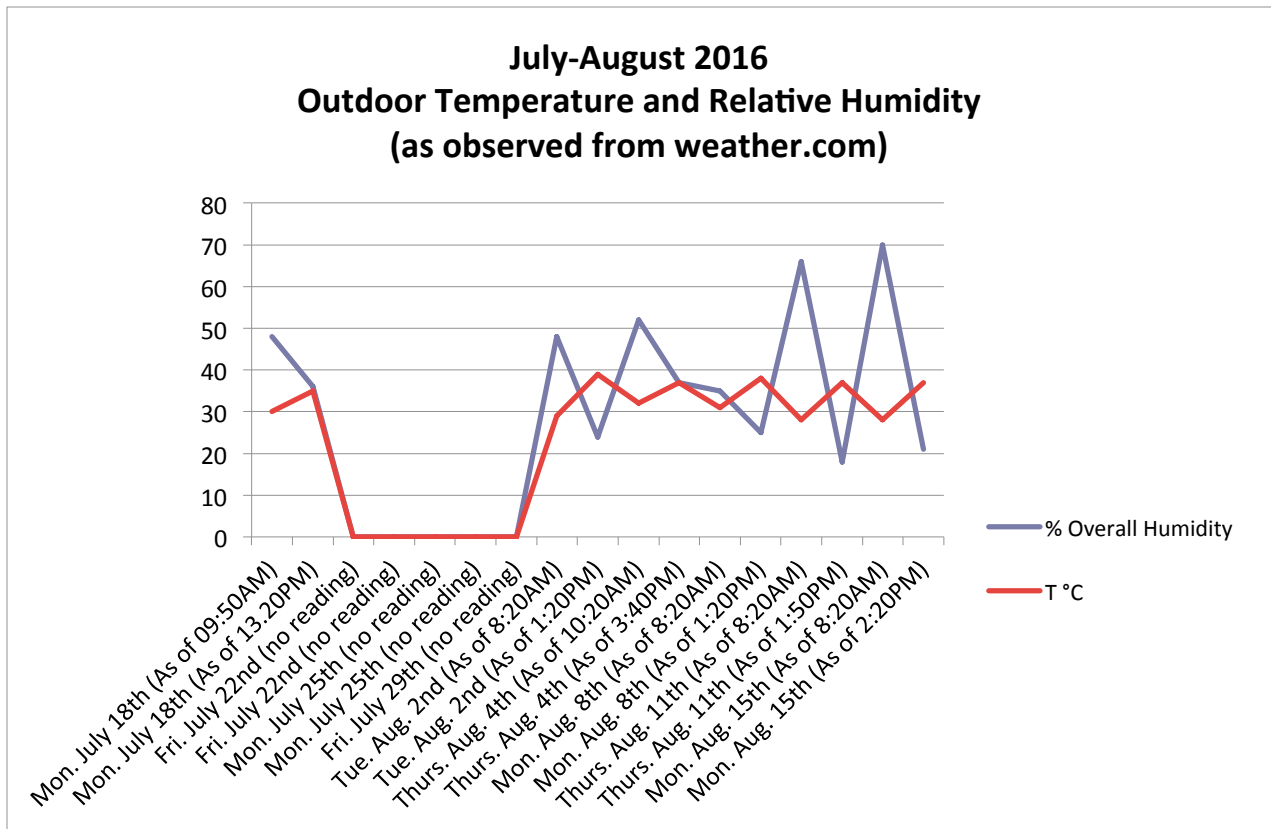 July-August 2016
Outdoor Temperature and Relative Humidity
(as observed from weather.com)
80
70
60
50
40
30
20
10
0
Mon. July 18th (As of 09:50AM)
Mon. July 18th (As of 13.20PM)
Fri. July 22nd (no reading)
Fri. July 22nd (no reading)
Mon. July 25th (no reading)
Mon. July 25th (no reading)
Fri. July 29th (no reading)
Tue. Aug. 2nd (As of 8:20AM)
Tue. Aug. 2nd (As of 1:20PM)
Thurs. Aug. 4th (As of 10:20AM)
Thurs. Aug. 4th (As of 3:40PM)
Mon. Aug. 8th (As of 8:20AM)
Mon. Aug. 8th (As of 1:20PM)
Thurs. Aug. 11th (As of 8:20AM)
Thurs. Aug. 11th (As of 1:50PM)
Mon. Aug. 15th (As of 8:20AM)
Mon. Aug. 15th (As of 2:20PM)
% Overall Humidity
T °C